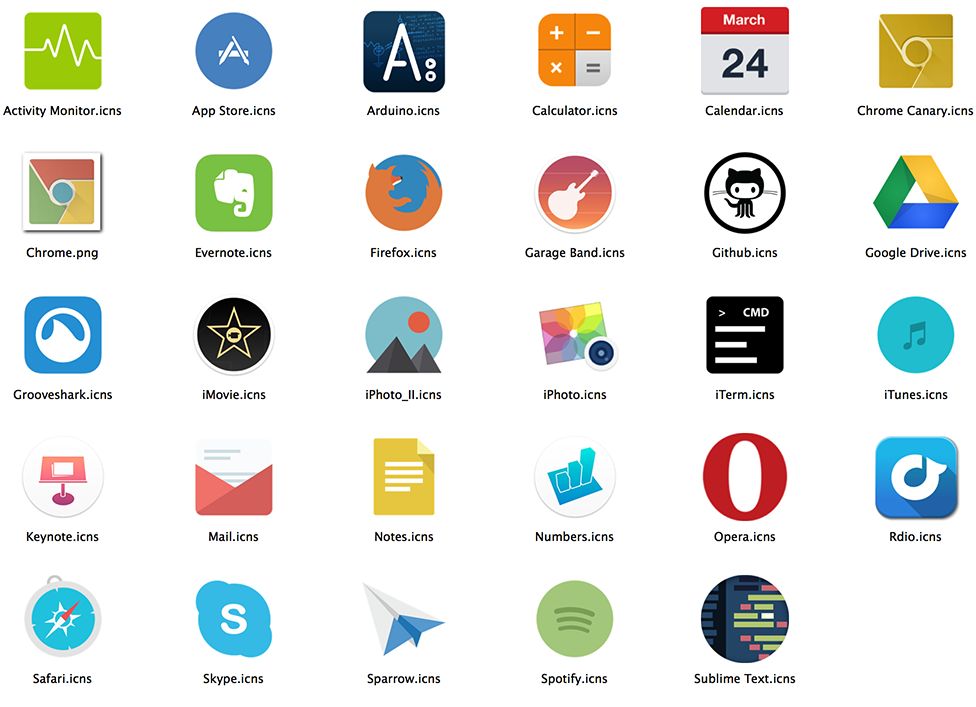 March
24
Activity Monitor.icns
App Store.icns
Arduino.icns
Calculator.icns
Calendar.icns
Chrome Canary.icns
Chrome.png
Evernote.icns
Firefox.icns
Garage Band.icns
Github.icns
Google Drive.icns
> CMD
Grooveshark.icns
iMovie.icns
iPhoto_II.icns
iPhoto.icns
iTerm.icns
iTunes.icns
Keynote.icns
Mail.icns
Notes.icns
Numbers.icns
Opera.icns
Rdio.icns
S
Safari.icns
Skype.icns
Sparrow.icns
Spotify.icns
Sublime Text.icns